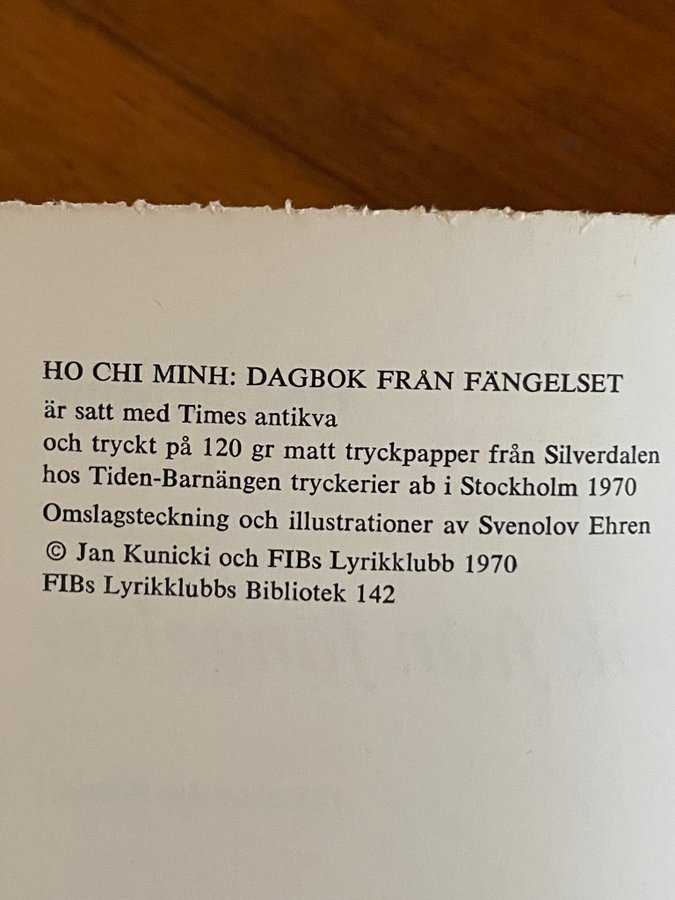 HO CHI MINH: DAGBOK FRÅN FÄNGELSET
är satt med Times antikva
och tryckt på 120 gr matt tryckpapper från Silverdalen
hos Tiden-Barnängen tryckerier ab i Stockholm 1970
Omslagsteckning och illustrationer av Svenolov Ehren
© Jan Kunicki och FIBs Lyrikklubb 1970
FIBs Lyrikklubbs Bibliotek 142